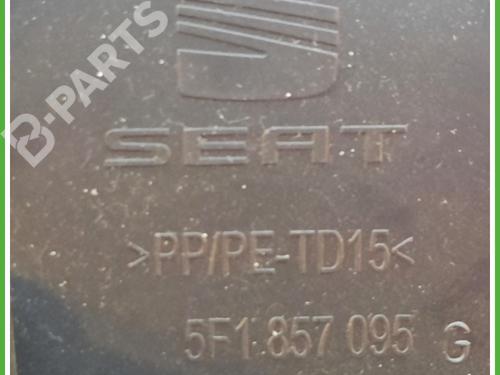 B-PARTS
SEAT
>PP/PE-TD15<
5F1 857 095 G